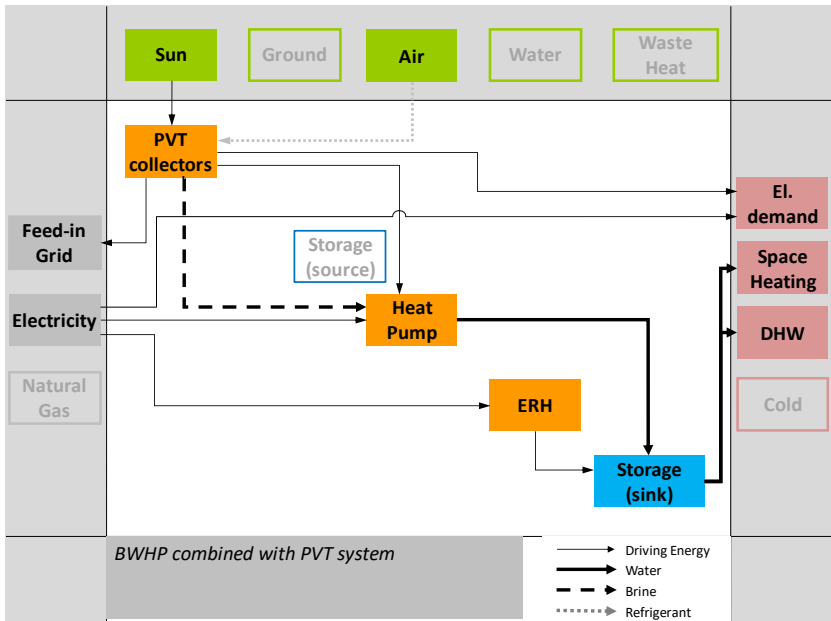 Sun
Ground
Air
Water
Waste
Heat
PVT
collectors
El.
demand
Feed-in
Grid
Storage
(source)
Space
Heating
Electricity
Heat
Pump
DHW
Natural
Gas
ERH
Cold
Storage
(sink)
BWHP combined with PVT system
Driving Energy
Water
Brine
Refrigerant